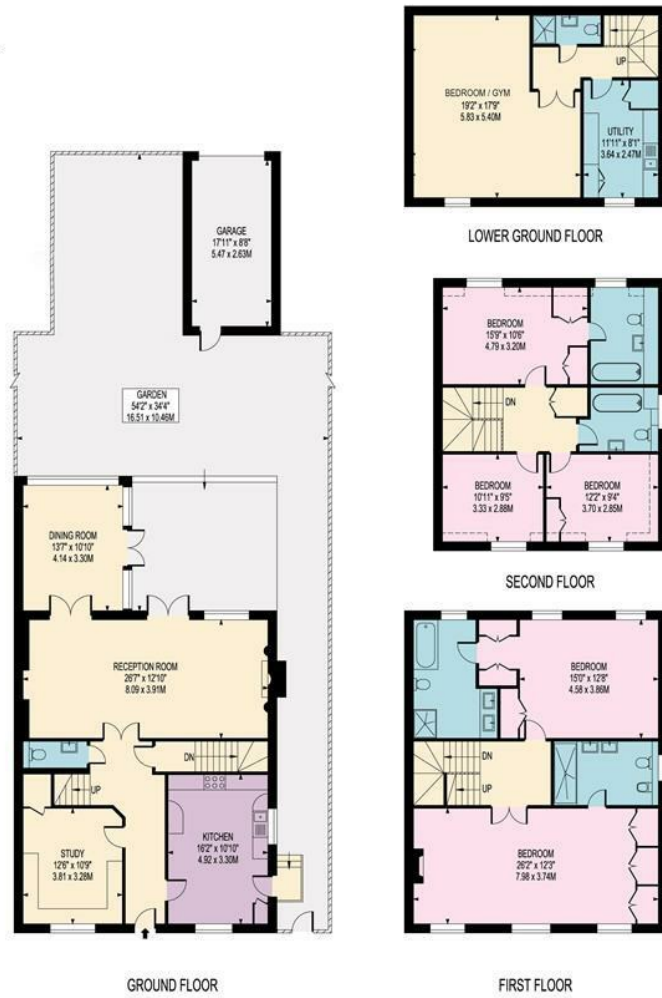 BEDROOM / GYM
19'2" x 17'9"
5.83 x 5.40M
UP
UTILITY
11'11" x 8'1"
3.64 x 2.47M
LOWER GROUND FLOOR
GARAGE
17'11" x 8'8"
5.47 x 2.63M
GARDEN
54'2" x 34'4"
16.51 x 10.46M
DINING ROOM
13'7" x 10'10"
4.14 x 3.30M
RECEPTION ROOM
26'7" x 12'10"
8.09 x 3.91M
DN
UP
STUDY
12'6" x 10'9"
3.81 x 3.28M
KITCHEN
16'2" x 10'10"
4.92 x 3.30M
GROUND FLOOR
BEDROOM
15'9" x 10'6"
4.79 x 3.20M
DN
BEDROOM
10'11" x 9'5"
3.33 x 2.88M
BEDROOM
12'2" x 9'4"
3.70 x 2.85M
SECOND FLOOR
BEDROOM
15'0" x 12'8"
4.58 x 3.86M
DN
UP
BEDROOM
26'2" x 12'3"
7.98 x 3.74M
FIRST FLOOR